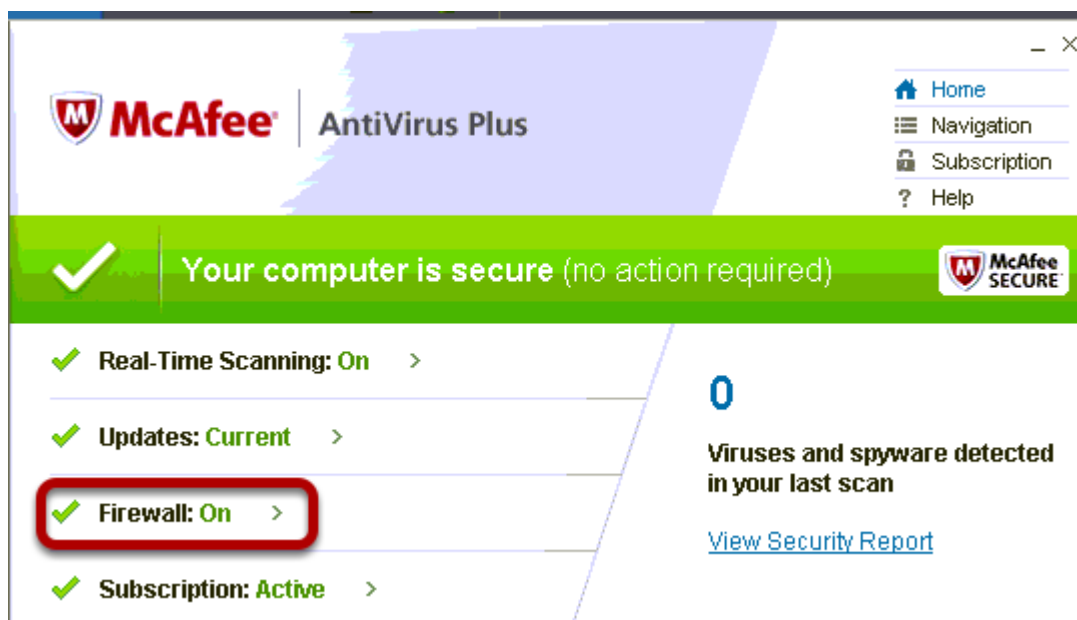 McAfee | AntiVirus Plus
Home
Navigation
Subscription
? Help
Your computer is secure (no action required)
McAfee
SECURE
Real-Time Scanning: On >
Updates: Current >
Firewall: On >
Subscription: Active >
0
Viruses and spyware detected
in your last scan
View Security Report